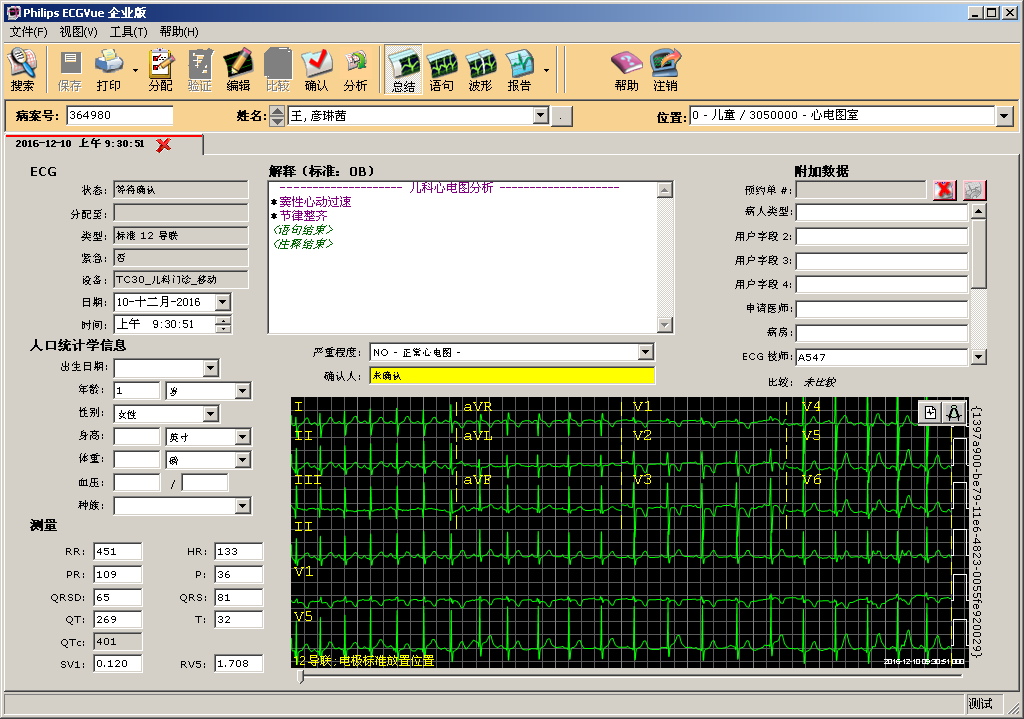 Philips ECGVue 企业版
文件(F) 视图(V) 工具(T) 帮助(H)
搜索 保存 打印 分配 验证 编辑 比较 确认 分析 总结 语句 波形 报告 帮助 注销
病案号: 364980 姓名: 王, 彦琳茜 . 位置: 0 - 儿童 / 3050000 - 心电图室
2016-12-10 上午 9:30:51
ECG
状态: 等待确认
分配至:
类型: 标准 12 导联
紧急: 否
设备: TC30_儿科门诊_移动
日期: 10-十二月-2016
时间: 上午 9:30:51
人口统计学信息
出生日期:
年龄: 1 岁
性别: 女性
身高: 英寸
体重: 磅
血压: /
种族:
测量
RR: 451 HR: 133
PR: 109 P: 36
QRSD: 65 QRS: 81
QT: 269 T: 32
QTc: 401
SV1: 0.120 RV5: 1.708
解释 (标准: 0B)
------------------- 儿科心电图分析 -------------------
*窦性心动过速
*节律整齐
<语句结束>
<注释结束>
严重程度: NO - 正常心电图 -
确认人: 未确认
附加数据
预约单 #:
病人类型:
用户字段 2:
用户字段 3:
用户字段 4:
申请医师:
病房:
ECG 技师: A547
比较: 未比较
I aVR V1 V4
II aVL V2 V5
III aVF V3 V6
II
V1
V5
12 导联; 电极标准放置位置
2016-12-10 09:30:51.000
{1397a900-be79-11e6-4823-0055fe920029}
测试